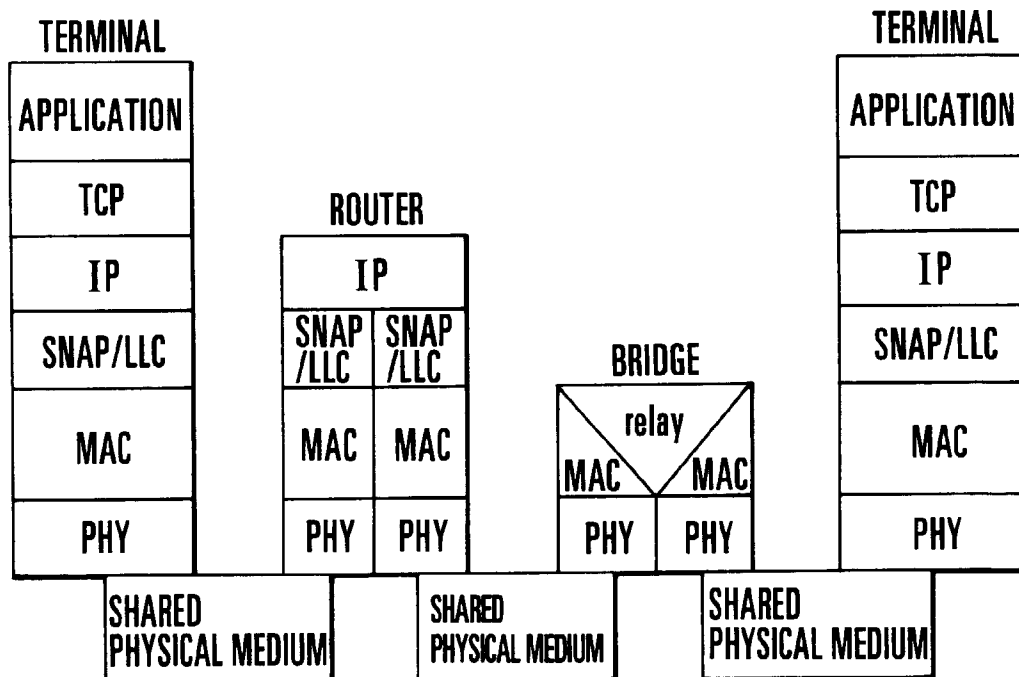 TERMINAL
APPLICATION
TCP
IP
SNAP/LLC
MAC
PHY
ROUTER
IP
SNAP
/LLC
SNAP
/LLC
MAC
MAC
PHY
PHY
BRIDGE
relay
MAC
MAC
PHY
PHY
TERMINAL
APPLICATION
TCP
IP
SNAP/LLC
MAC
PHY
SHARED
PHYSICAL MEDIUM
SHARED
PHYSICAL MEDIUM
SHARED
PHYSICAL MEDIUM